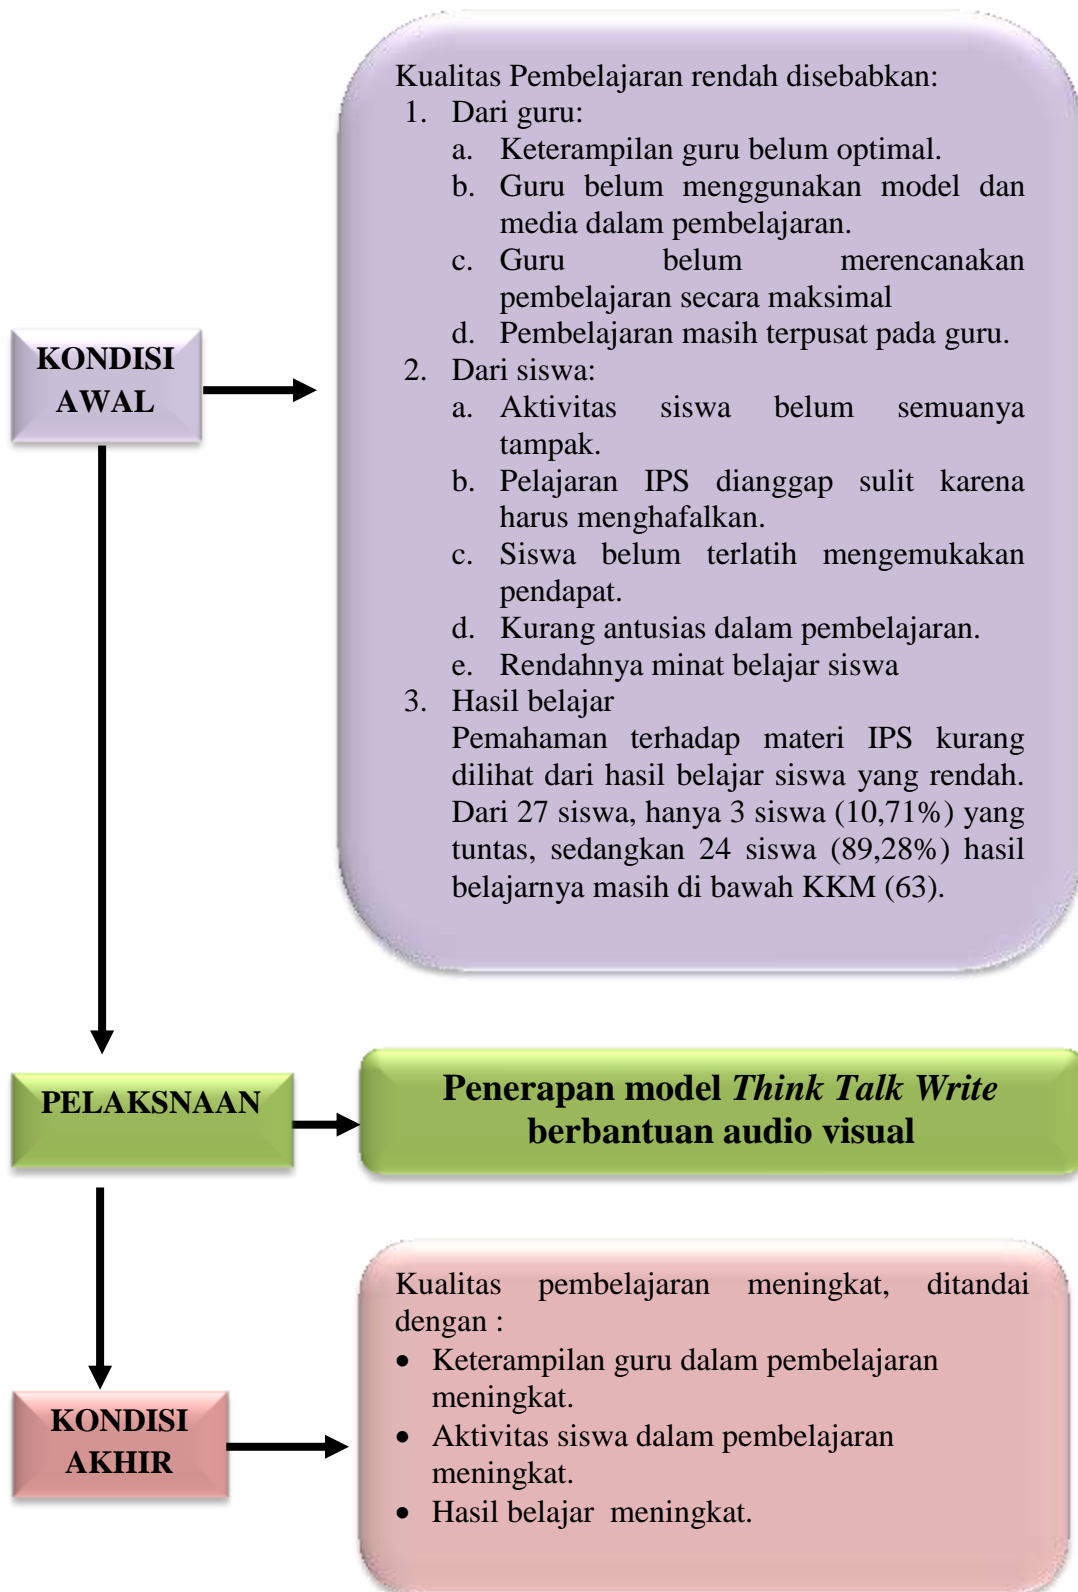 Kualitas Pembelajaran rendah disebabkan:
1. Dari guru:
a. Keterampilan guru belum optimal.
b. Guru belum menggunakan model dan
media dalam pembelajaran.
c. Guru belum merencanakan
pembelajaran secara maksimal
d. Pembelajaran masih terpusat pada guru.
2. Dari siswa:
a. Aktivitas siswa belum semuanya
tampak.
b. Pelajaran IPS dianggap sulit karena
harus menghafalkan.
c. Siswa belum terlatih mengemukakan
pendapat.
d. Kurang antusias dalam pembelajaran.
e. Rendahnya minat belajar siswa
3. Hasil belajar
Pemahaman terhadap materi IPS kurang
dilihat dari hasil belajar siswa yang rendah.
Dari 27 siswa, hanya 3 siswa (10,71%) yang
tuntas, sedangkan 24 siswa (89,28%) hasil
belajarnya masih di bawah KKM (63).
KONDISI
AWAL
PELAKSNAAN
Penerapan model Think Talk Write
berbantuan audio visual
Kualitas pembelajaran meningkat, ditandai
dengan :
• Keterampilan guru dalam pembelajaran
meningkat.
• Aktivitas siswa dalam pembelajaran
meningkat.
• Hasil belajar meningkat.
KONDISI
AKHIR